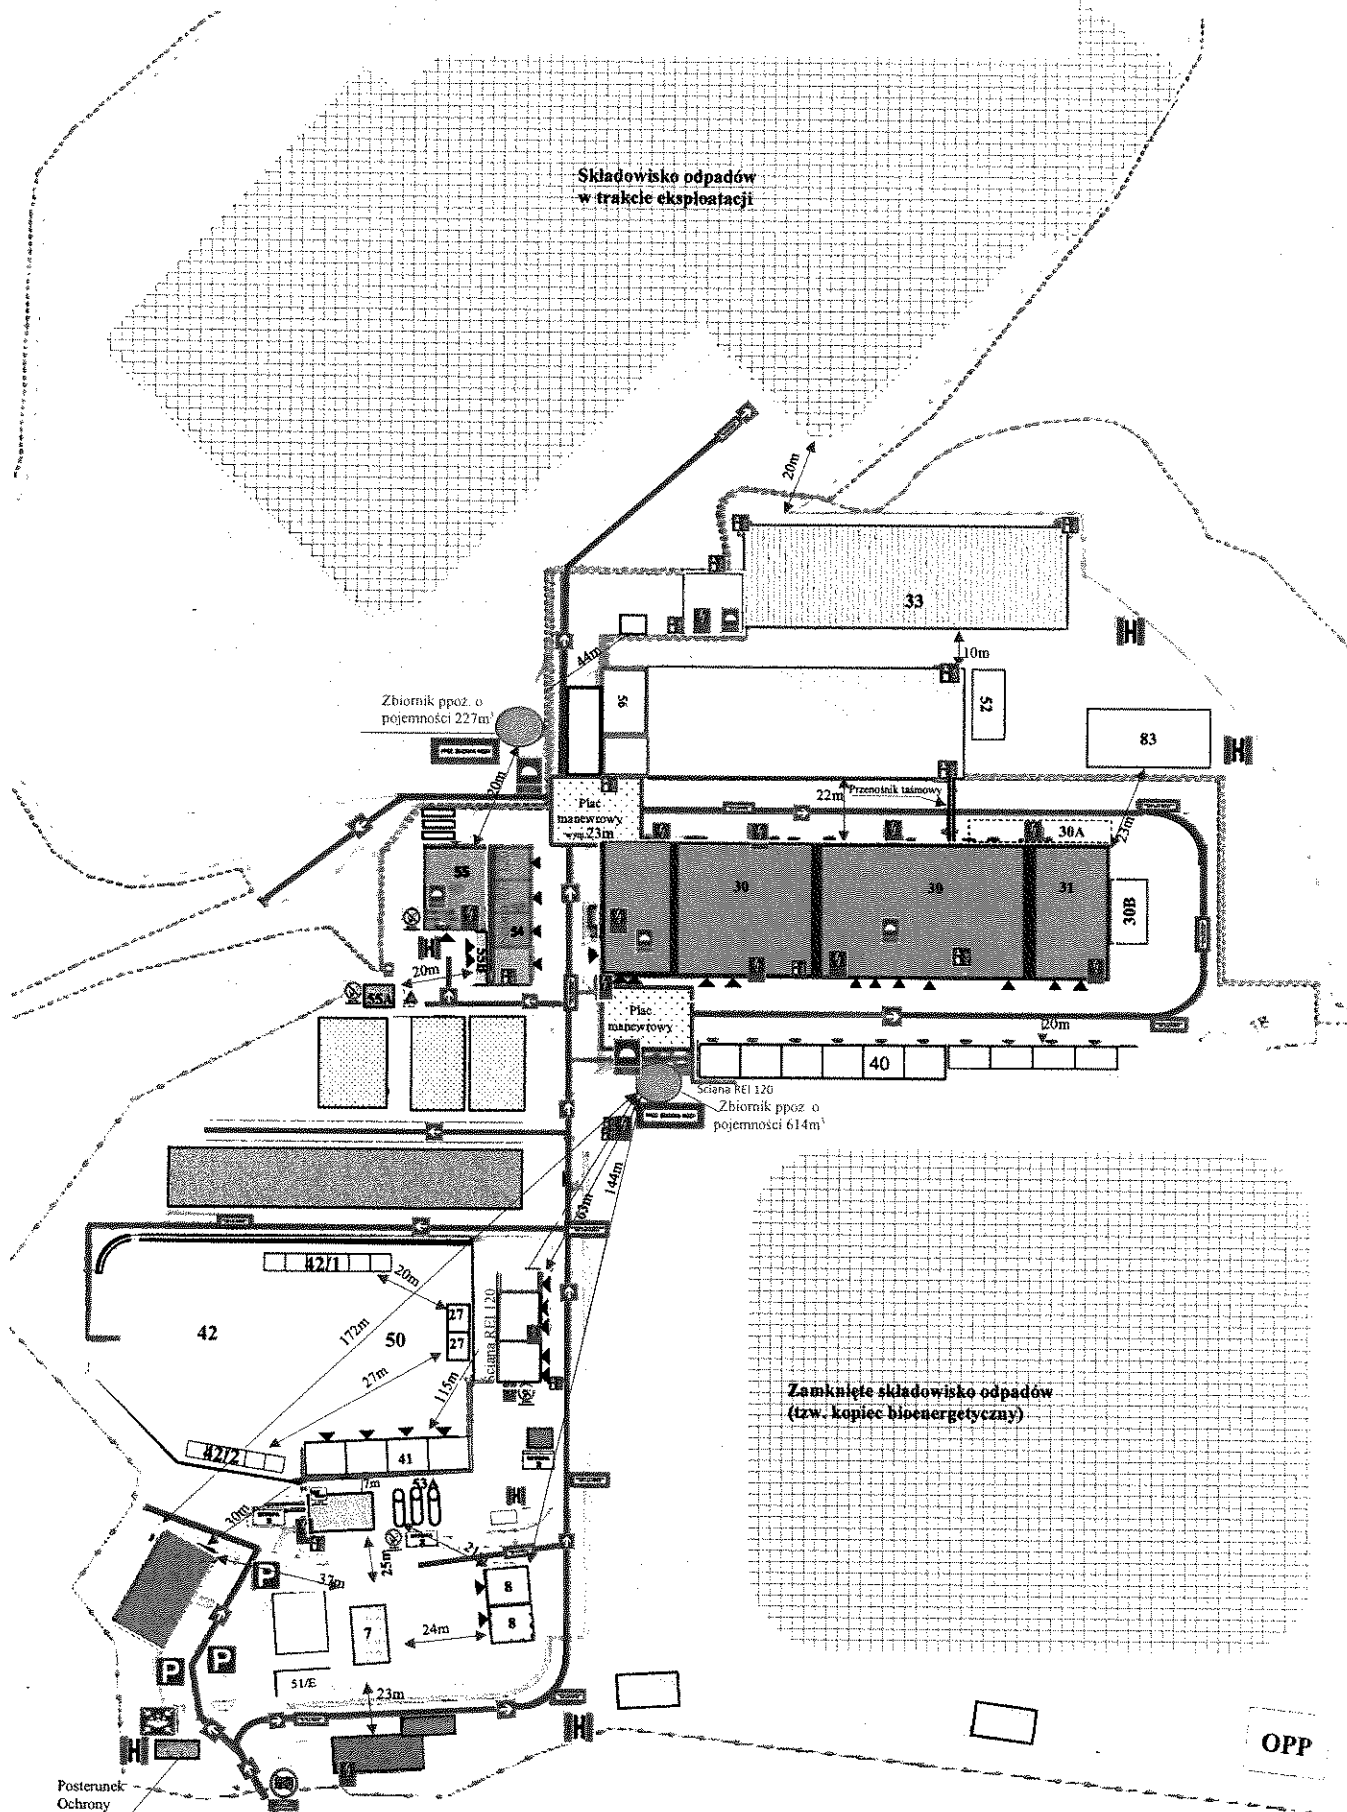 Składowisko odpadów
w trakcie eksploatacji
20m
33
H
10m
44m
Zbiornik ppoż. o
pojemności 227m³
56
52
83
H
20m
Plac
manewrowy
23m
22m
Przenośnik taśmowy
30A
23m
55
54
30
30
31
30B
H
55B
20m
55A
Plac
manewrowy
20m
40
Ściana REI 120
Zbiornik ppoż. o
pojemności 614m³
63m
144m
42/1
20m
27
27
42
50
172m
Ściana REI 120
27m
115m
Zamknięte składowisko odpadów
(tzw. kopiec bioenergetyczny)
42/2
41
7m
53A
30m
H
25m
21
32m
P
8
8
7
24m
P
P
51/E
23m
H
H
OPP
Posterunek
Ochrony